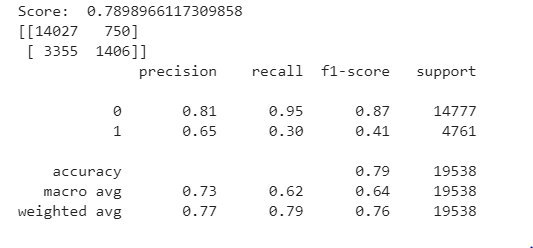 Score: 0.7898966117309858
[[14027 750]
[ 3355 1406]]
precision recall f1-score support
0 0.81 0.95 0.87 14777
1 0.65 0.30 0.41 4761
accuracy 0.79 19538
macro avg 0.73 0.62 0.64 19538
weighted avg 0.77 0.79 0.76 19538